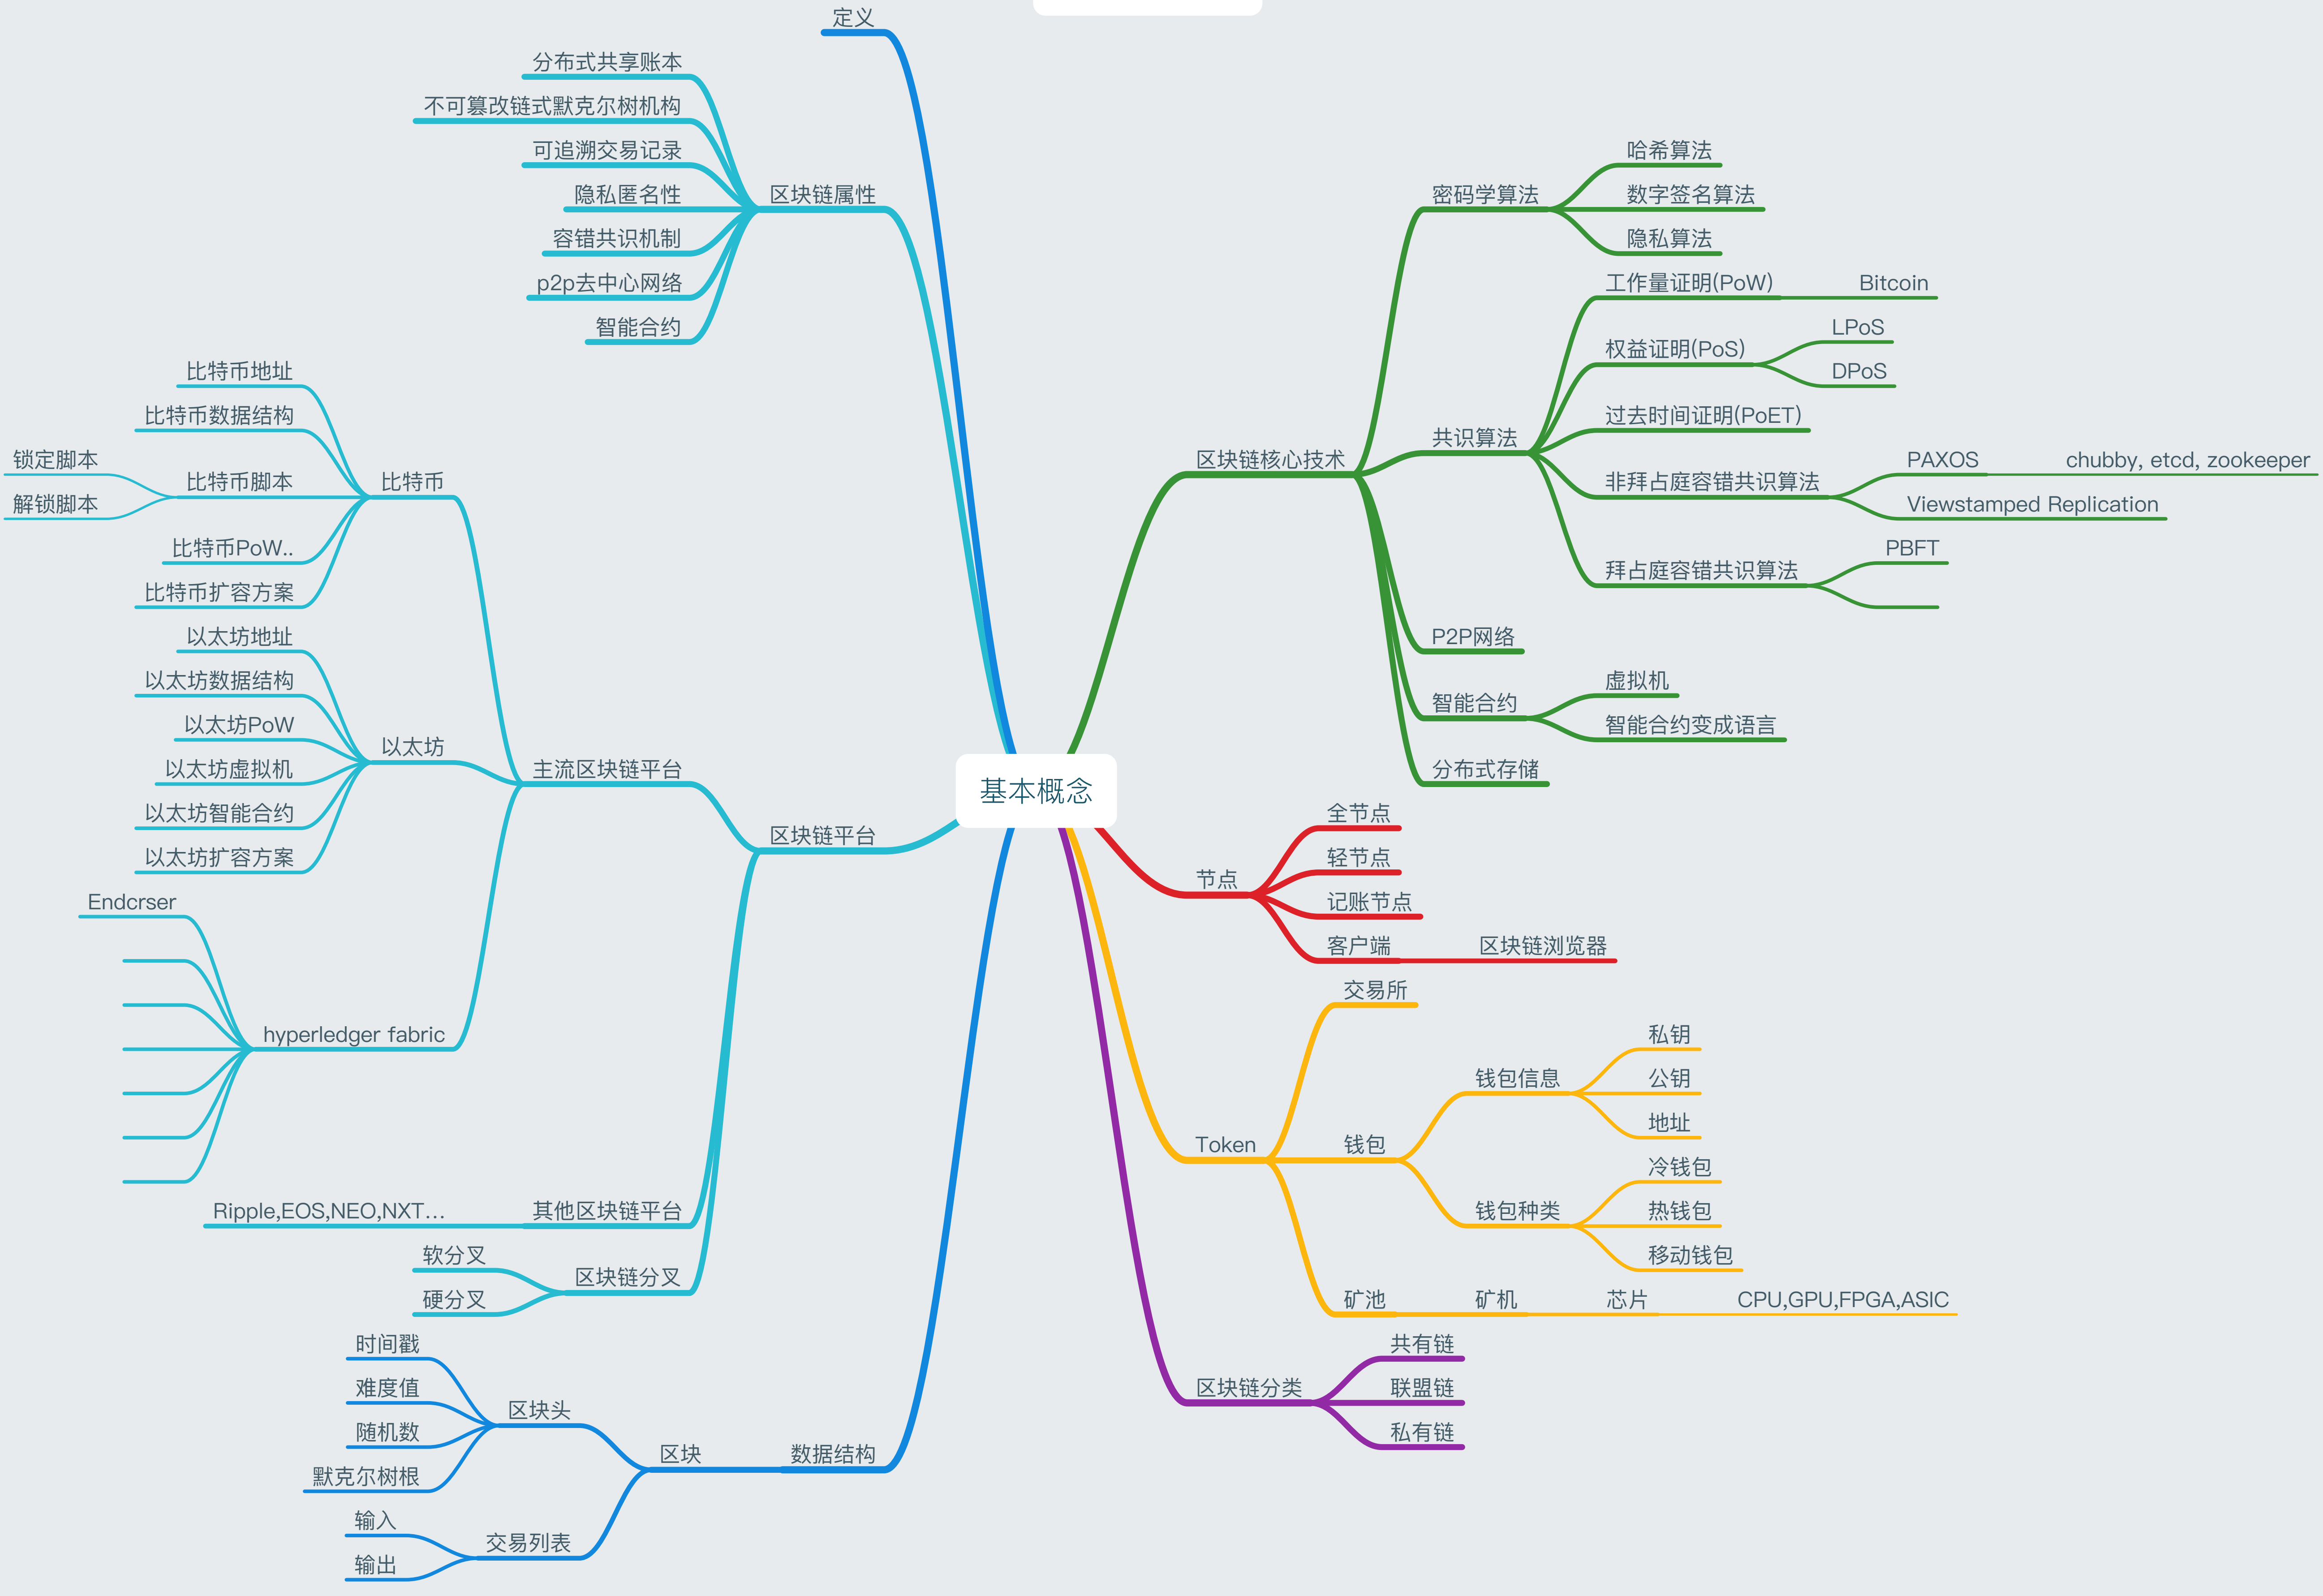 基本概念
定义
区块链属性
分布式共享账本
不可篡改链式默克尔树机构
可追溯交易记录
隐私匿名性
容错共识机制
p2p去中心网络
智能合约
区块链平台
主流区块链平台
比特币
比特币地址
比特币数据结构
比特币脚本
锁定脚本
解锁脚本
比特币PoW..
比特币扩容方案
以太坊
以太坊地址
以太坊数据结构
以太坊PoW
以太坊虚拟机
以太坊智能合约
以太坊扩容方案
hyperledger fabric
Endcrser
其他区块链平台
Ripple,EOS,NEO,NXT...
区块链分叉
软分叉
硬分叉
数据结构
区块
区块头
时间戳
难度值
随机数
默克尔树根
交易列表
输入
输出
区块链核心技术
密码学算法
哈希算法
数字签名算法
隐私算法
共识算法
工作量证明(PoW)
Bitcoin
权益证明(PoS)
LPoS
DPoS
过去时间证明(PoET)
非拜占庭容错共识算法
PAXOS
chubby, etcd, zookeeper
Viewstamped Replication
拜占庭容错共识算法
PBFT
P2P网络
智能合约
虚拟机
智能合约变成语言
分布式存储
节点
全节点
轻节点
记账节点
客户端
区块链浏览器
Token
交易所
钱包
钱包信息
私钥
公钥
地址
钱包种类
冷钱包
热钱包
移动钱包
矿池
矿机
芯片
CPU,GPU,FPGA,ASIC
区块链分类
共有链
联盟链
私有链